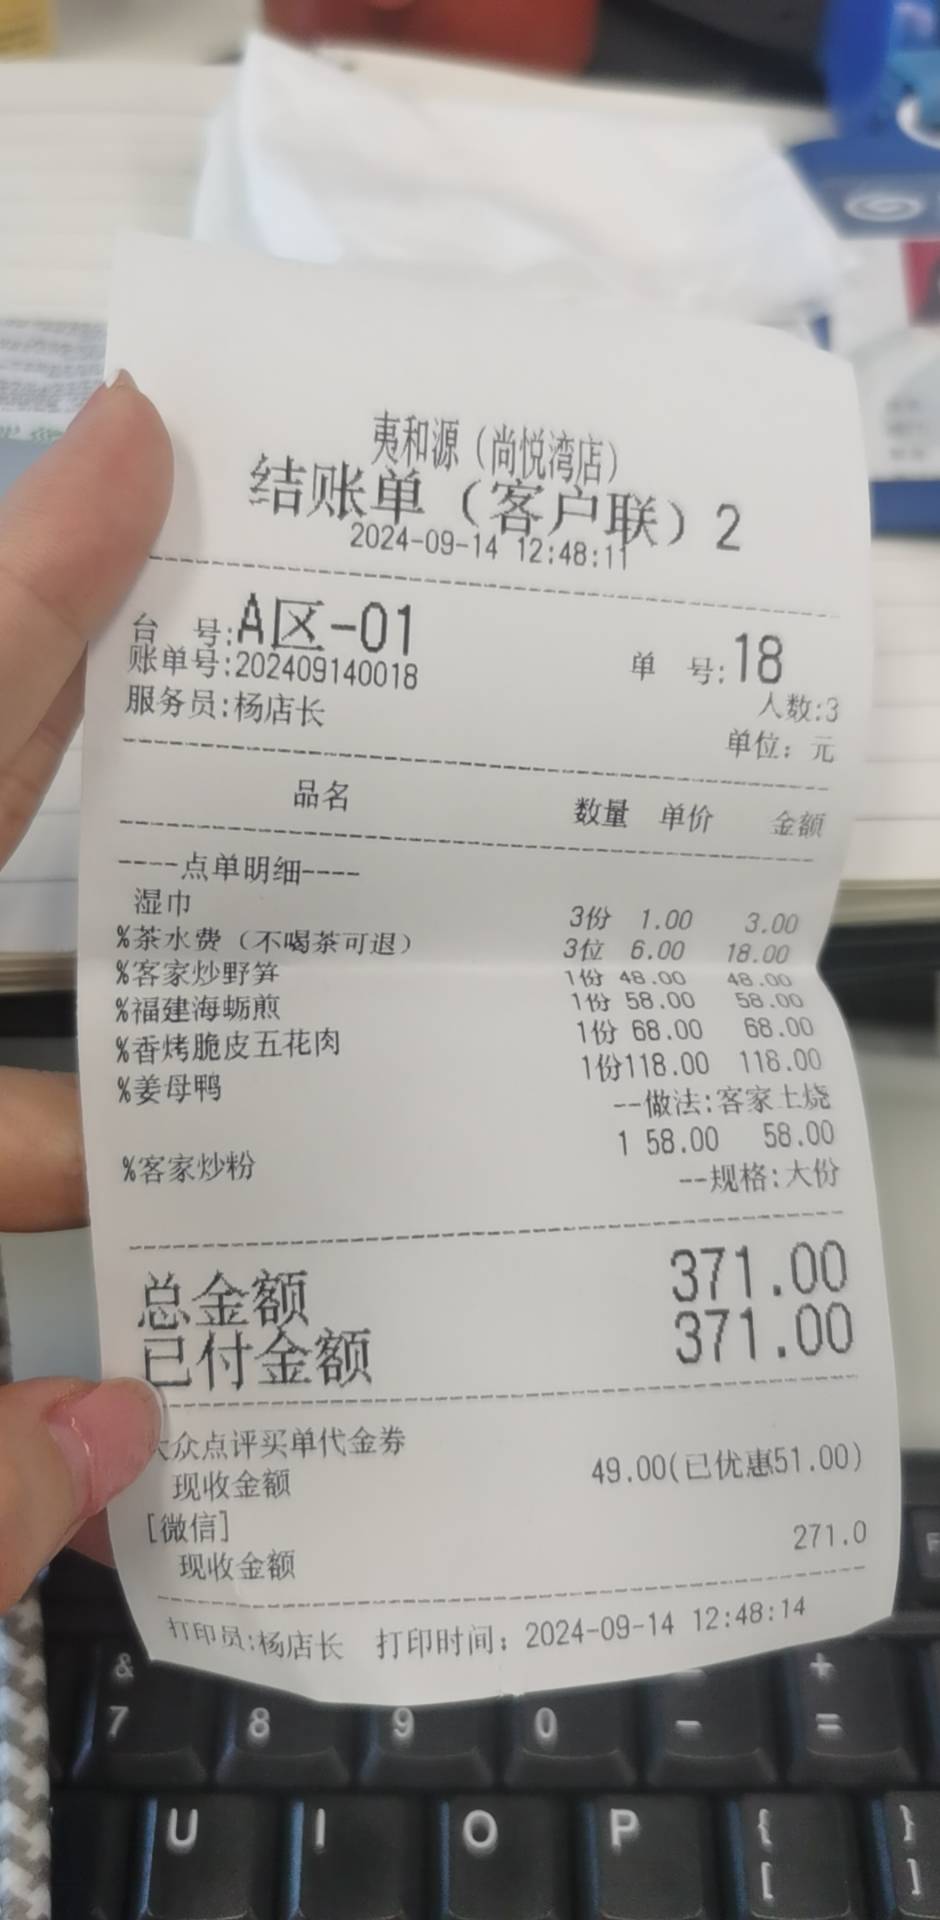 夷和源（尚悦湾店）
结账单（客户联）2
2024-09-14 12:48:11
台 号:A区-01 单 号:18
账单号:202409140018 人数:3
服务员:杨店长 单位：元
品名 数量 单价 金额
----点单明细----
湿巾 3份 1.00 3.00
%茶水费（不喝茶可退） 3位 6.00 18.00
%客家炒野笋 1份 48.00 48.00
%福建海蛎煎 1份 58.00 58.00
%香烤脆皮五花肉 1份 68.00 68.00
%姜母鸭 1份118.00 118.00
--做法:客家土烧
%客家炒粉 1 58.00 58.00
--规格:大份
总金额 371.00
已付金额 371.00
大众点评买单代金券
现收金额 49.00(已优惠51.00)
[微信]
现收金额 271.0
打印员:杨店长 打印时间：2024-09-14 12:48:14
& 7 8 9 0 - + =
U I O P { [ } ]